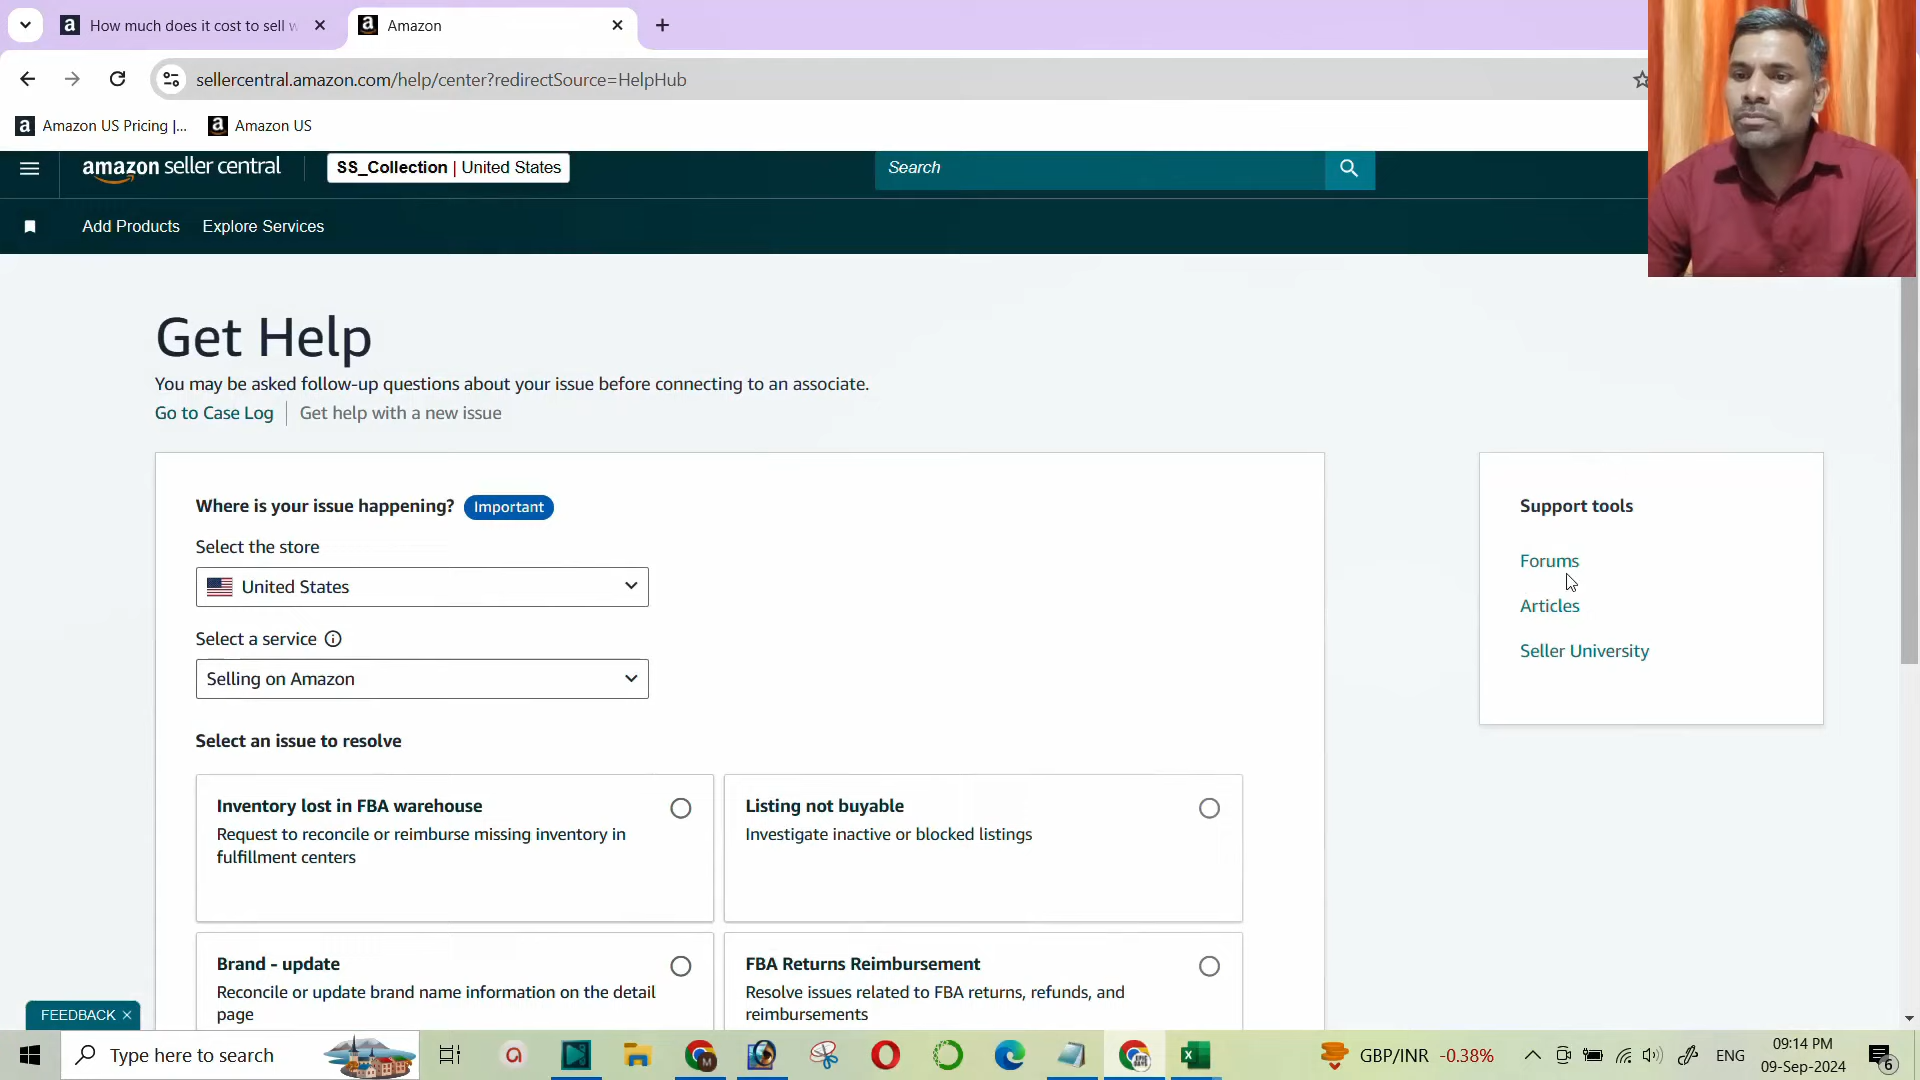 How much does it cost to sell w
Amazon
sellercentral.amazon.com/help/center?redirectSource=HelpHub
Amazon US Pricing |...
Amazon US
amazon seller central
SS_Collection | United States
Search
Add Products
Explore Services
Get Help
You may be asked follow-up questions about your issue before connecting to an associate.
Go to Case Log
Get help with a new issue
Where is your issue happening?
Important
Select the store
United States
Select a service
Selling on Amazon
Select an issue to resolve
Inventory lost in FBA warehouse
Request to reconcile or reimburse missing inventory in
fulfillment centers
Listing not buyable
Investigate inactive or blocked listings
Brand - update
Reconcile or update brand name information on the detail
page
FBA Returns Reimbursement
Resolve issues related to FBA returns, refunds, and
reimbursements
Support tools
Forums
Articles
Seller University
FEEDBACK
Type here to search
GBP/INR -0.38%
ENG
09:14 PM
09-Sep-2024
6